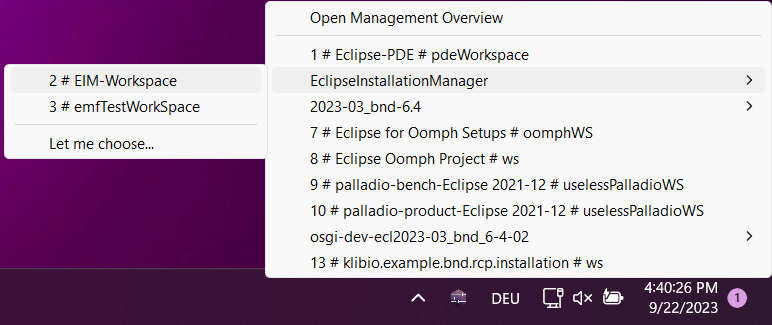 Open Management Overview
1 # Eclipse-PDE # pdeWorkspace
EclipseInstallationManager
2 # EIM-Workspace
3 # emfTestWorkSpace
Let me choose...
2023-03_bnd-6.4
7 # Eclipse for Oomph Setups # oomphWS
8 # Eclipse Oomph Project # ws
9 # palladio-bench-Eclipse 2021-12 # uselessPalladioWS
10 # palladio-product-Eclipse 2021-12 # uselessPalladioWS
osgi-dev-ecl2023-03_bnd_6-4-02
13 # klibio.example.bnd.rcp.installation # ws
DEU
4:40:26 PM
9/22/2023
1